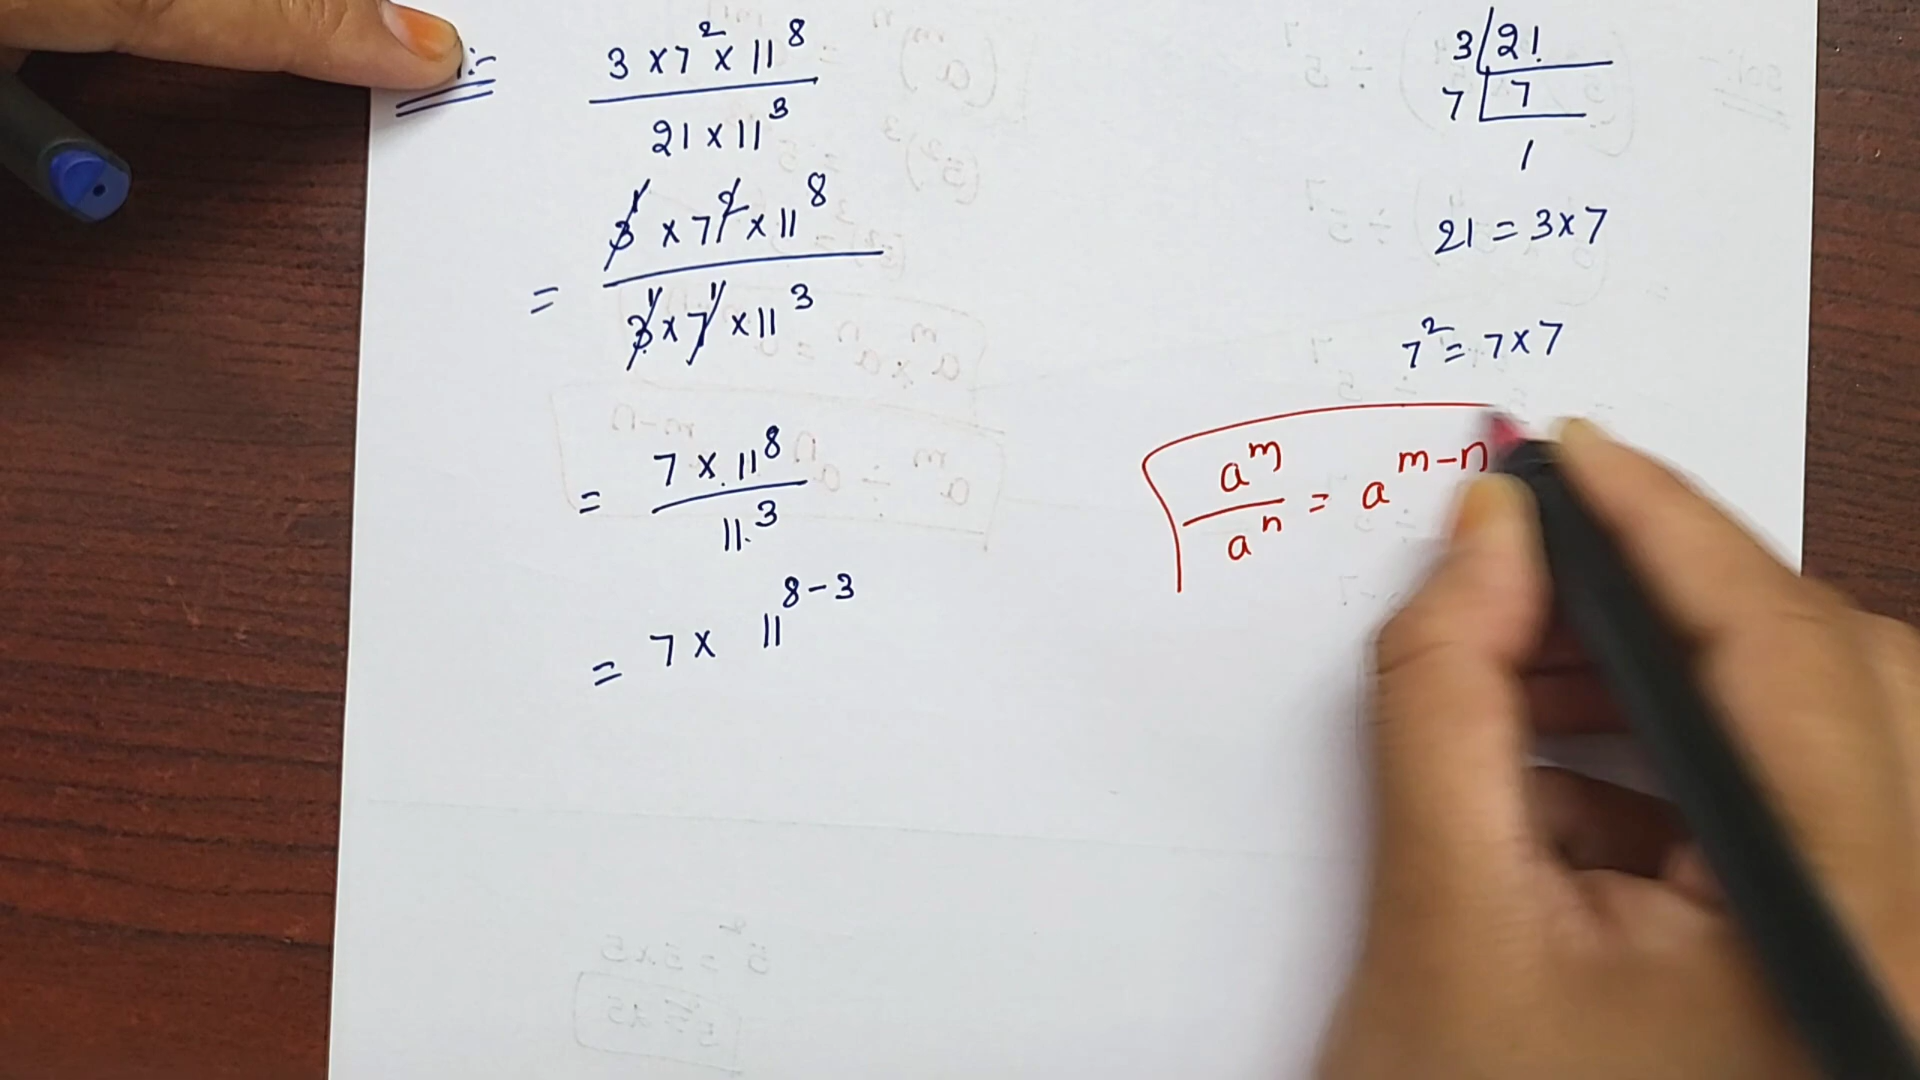 :-
3 × 7² × 11⁸
21 × 11³
= 3 × 7² × 11⁸
3 × 7 × 11³
= 7 × 11⁸
11³
= 7 × 11⁸⁻³
3 21
7 7
1
21 = 3 × 7
7² = 7 × 7
aᵐ
aⁿ = aᵐ⁻ⁿ